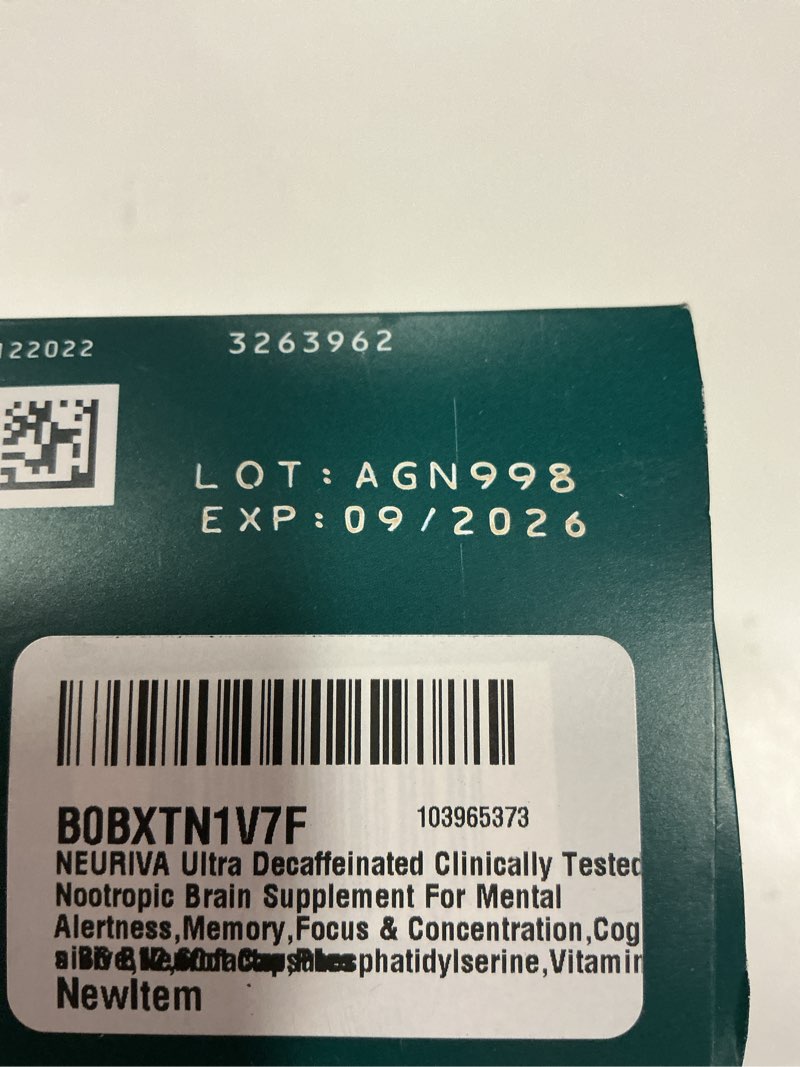 122022
3263962
LOT: AGN998
EXP: 09/2026
B0BXTN1V7F
103965373
NEURIVA Ultra Decaffeinated Clinically Tested
Nootropic Brain Supplement For Mental
Alertness,Memory,Focus & Concentration,Cog
phatidylserine,Vitamin
NewItem